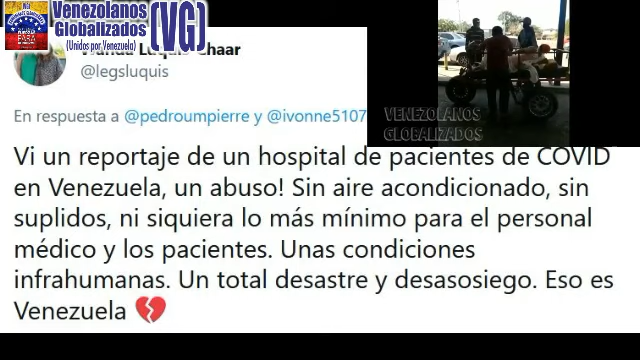 Venezolanos
Globalizados
(Unidos por Venezuela)
(VG)
Luquis Chaar
@legsluquis
En respuesta a @pedroumpierre y @ivonne5107
VENEZOLANOS
GLOBALIZADOS
Vi un reportaje de un hospital de pacientes de COVID
en Venezuela, un abuso! Sin aire acondicionado, sin
suplidos, ni siquiera lo más mínimo para el personal
médico y los pacientes. Unas condiciones
infrahumanas. Un total desastre y desasosiego. Eso es
Venezuela 💔